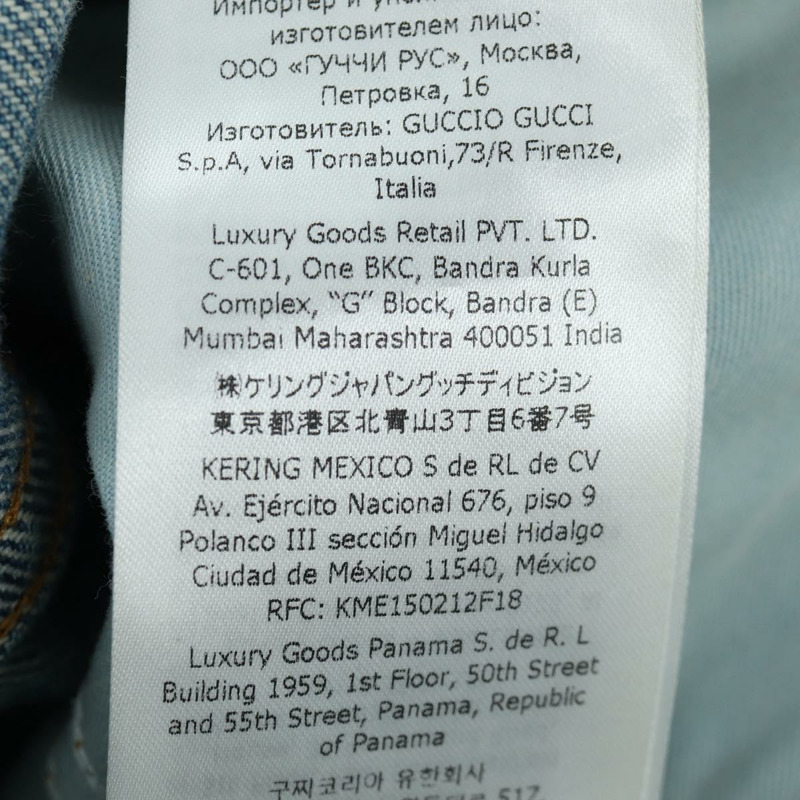 Импортер и
изготовителем лицо:
ООО «ГУЧЧИ РУС», Москва,
Петровка, 16
Изготовитель: GUCCIO GUCCI
S.p.A, via Tornabuoni,73/R Firenze,
Italia
Luxury Goods Retail PVT. LTD.
C-601, One BKC, Bandra Kurla
Complex, “G” Block, Bandra (E)
Mumbai Maharashtra 400051 India
㈱ケリングジャパングッチディビジョン
東京都港区北青山3丁目6番7号
KERING MEXICO S de RL de CV
Av. Ejército Nacional 676, piso 9
Polanco III sección Miguel Hidalgo
Ciudad de México 11540, México
RFC: KME150212F18
Luxury Goods Panama S. de R. L
Building 1959, 1st Floor, 50th Street
and 55th Street, Panama, Republic
of Panama
구찌코리아 유한회사
517